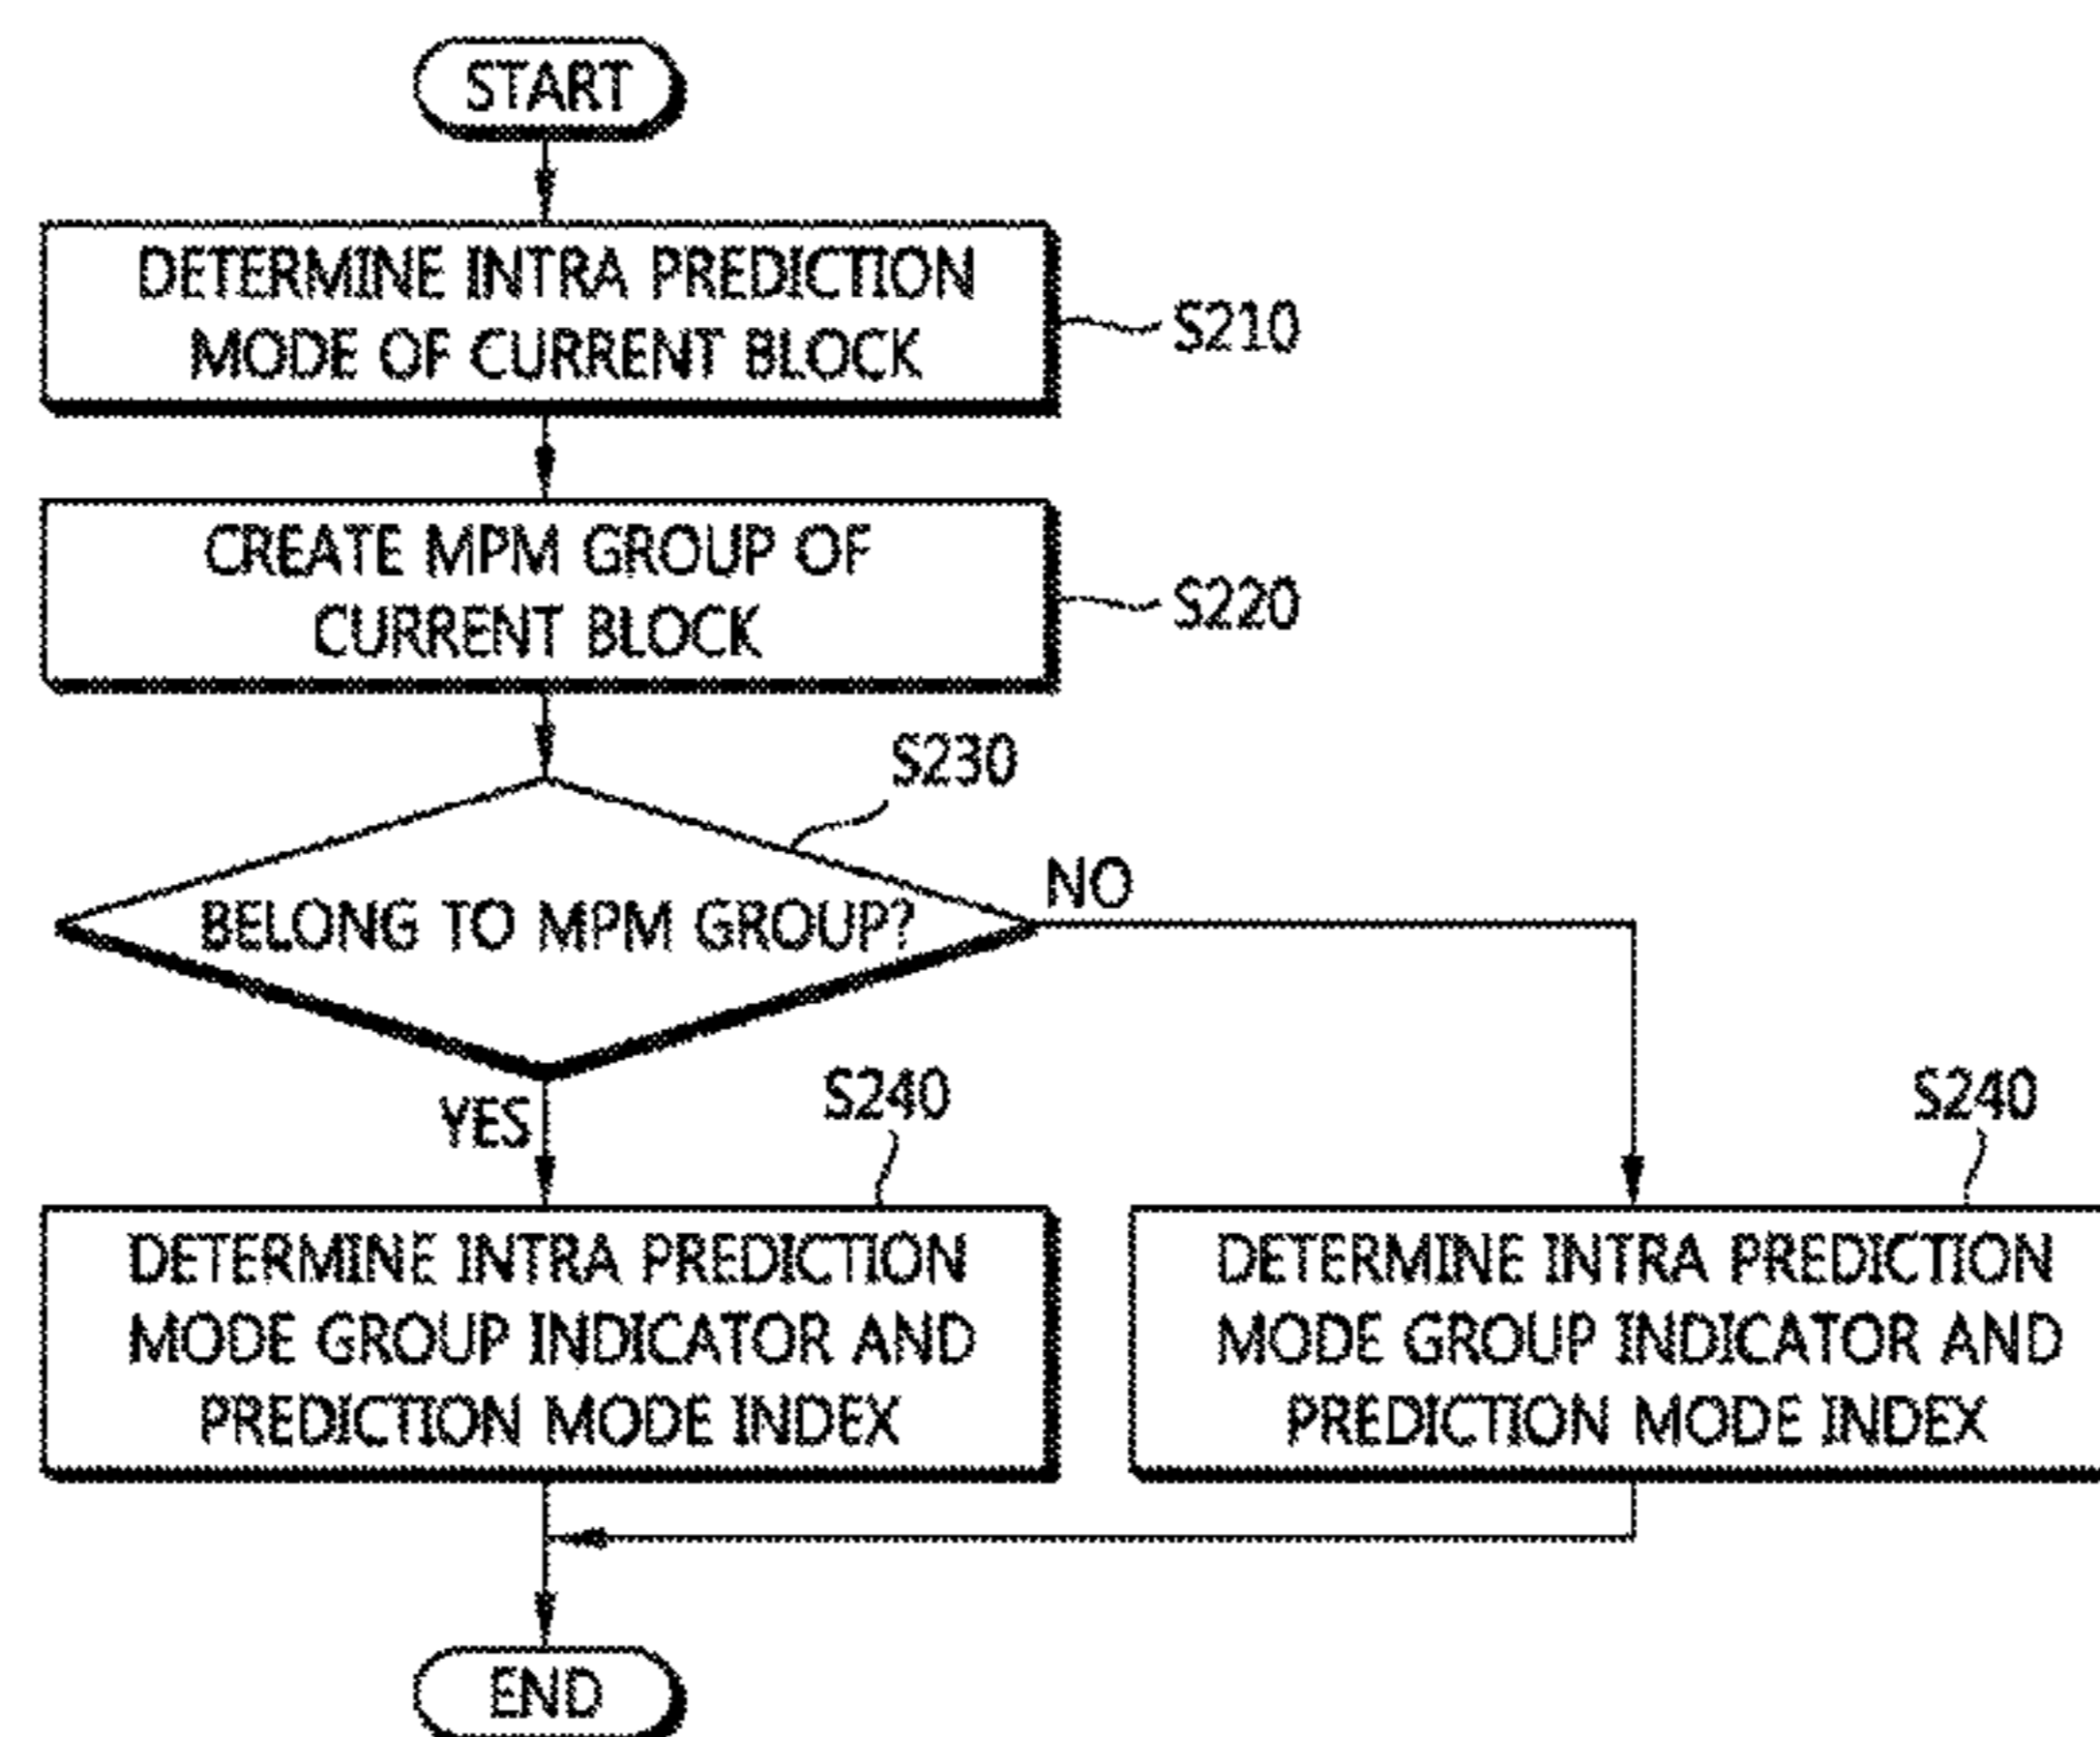 START
DETERMINE INTRA PREDICTION
MODE OF CURRENT BLOCK
S210
CREATE MPM GROUP OF
CURRENT BLOCK
S220
S230
BELONG TO MPM GROUP?
NO
YES
S240
DETERMINE INTRA PREDICTION
MODE GROUP INDICATOR AND
PREDICTION MODE INDEX
S240
DETERMINE INTRA PREDICTION
MODE GROUP INDICATOR AND
PREDICTION MODE INDEX
END